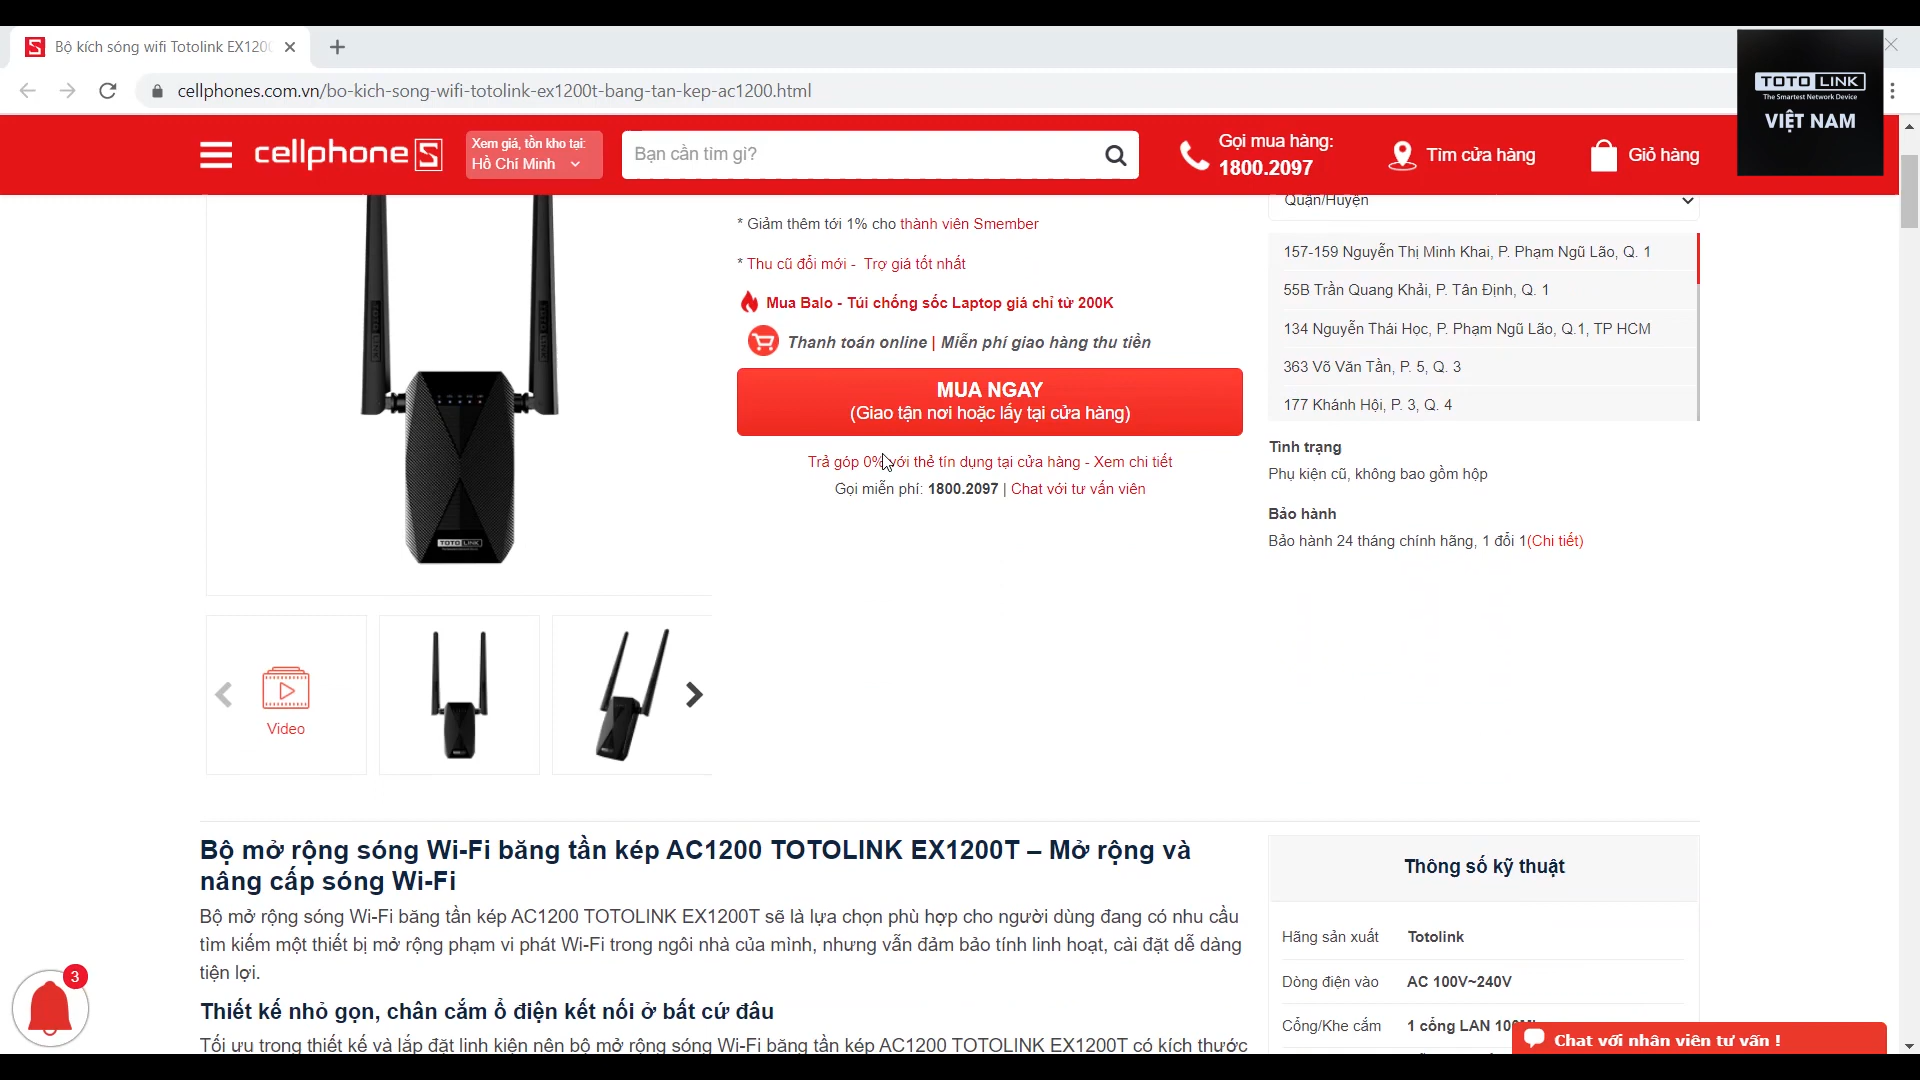 Bộ kích sóng wifi Totolink EX120
cellphones.com.vn/bo-kich-song-wifi-totolink-ex1200t-bang-tan-kep-ac1200.html
TOTO LINK
The Smartest Network Device
VIỆT NAM
cellphoneS
Xem giá, tồn kho tại:
Hồ Chí Minh
Bạn cần tìm gì?
Gọi mua hàng:
1800.2097
Tìm cửa hàng
Giỏ hàng
* Giảm thêm tới 1% cho thành viên Smember
* Thu cũ đổi mới - Trợ giá tốt nhất
Mua Balo - Túi chống sốc Laptop giá chỉ từ 200K
Thanh toán online | Miễn phí giao hàng thu tiền
MUA NGAY
(Giao tận nơi hoặc lấy tại cửa hàng)
Trả góp 0% với thẻ tín dụng tại cửa hàng - Xem chi tiết
Gọi miễn phí: 1800.2097 | Chat với tư vấn viên
Quận/Huyện
157-159 Nguyễn Thị Minh Khai, P. Phạm Ngũ Lão, Q. 1
55B Trần Quang Khải, P. Tân Định, Q. 1
134 Nguyễn Thái Học, P. Phạm Ngũ Lão, Q.1, TP HCM
363 Võ Văn Tần, P. 5, Q. 3
177 Khánh Hội, P. 3, Q. 4
Tình trạng
Phụ kiện cũ, không bao gồm hộp
Bảo hành
Bảo hành 24 tháng chính hãng, 1 đổi 1(Chi tiết)
TOTO LINK
TOTO LINK
TOTO LINK
Video
Bộ mở rộng sóng Wi-Fi băng tần kép AC1200 TOTOLINK EX1200T – Mở rộng và
nâng cấp sóng Wi-Fi
Bộ mở rộng sóng Wi-Fi băng tần kép AC1200 TOTOLINK EX1200T sẽ là lựa chọn phù hợp cho người dùng đang có nhu cầu
tìm kiếm một thiết bị mở rộng phạm vi phát Wi-Fi trong ngôi nhà của mình, nhưng vẫn đảm bảo tính linh hoạt, cài đặt dễ dàng
tiện lợi.
Thiết kế nhỏ gọn, chân cắm ổ điện kết nối ở bất cứ đâu
Tối ưu trong thiết kế và lắp đặt linh kiện nên bộ mở rộng sóng Wi-Fi băng tần kép AC1200 TOTOLINK EX1200T có kích thước
Thông số kỹ thuật
Hãng sản xuất Totolink
Dòng điện vào AC 100V~240V
Cổng/Khe cắm 1 cổng LAN
3
Chat với nhân viên tư vấn !